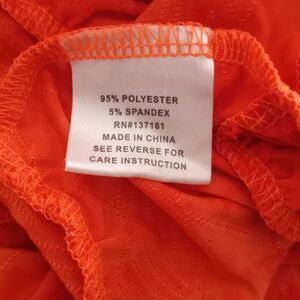 95% POLYESTER
5% SPANDEX
RN#137161
MADE IN CHINA
SEE REVERSE FOR
CARE INSTRUCTION